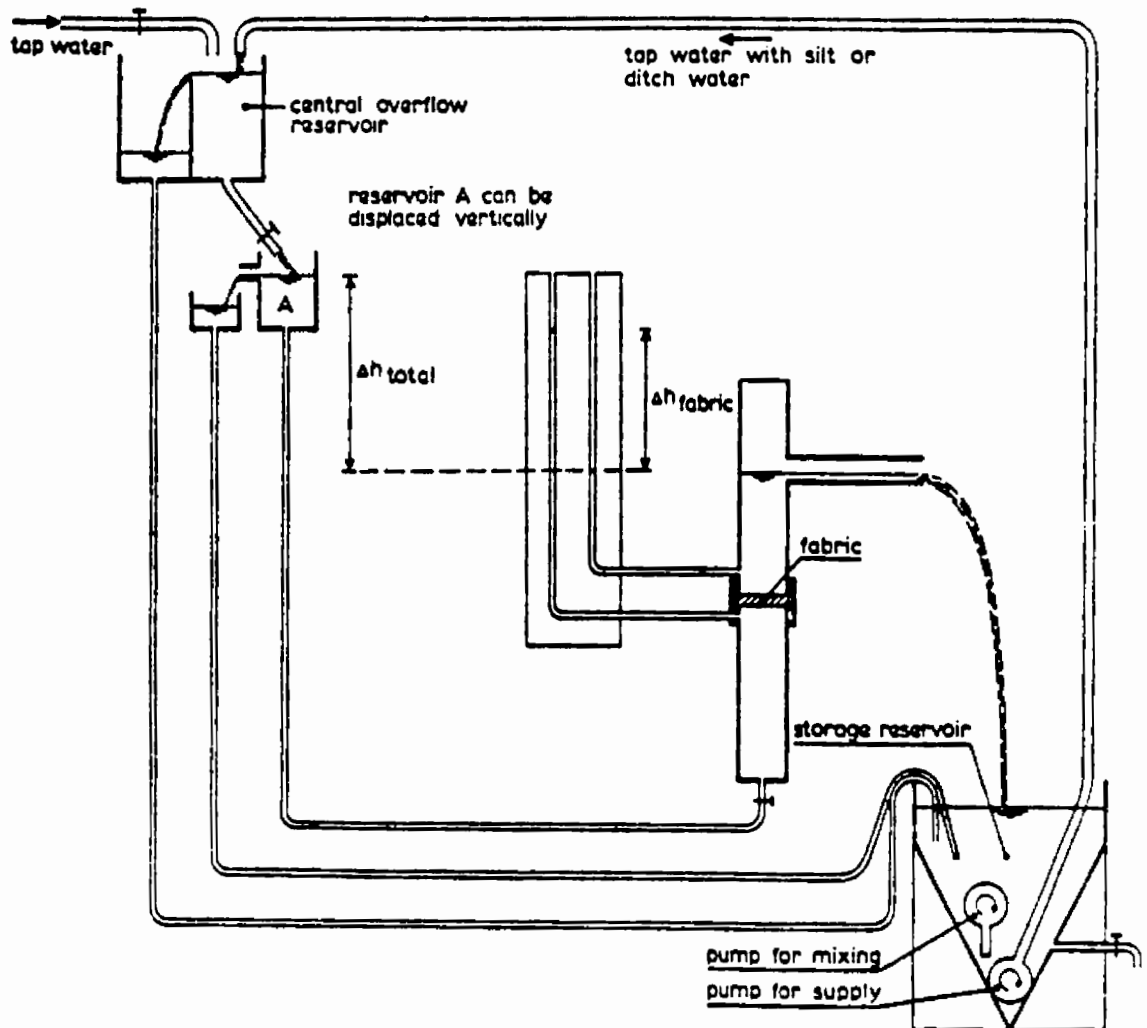 tap water
tap water with silt or
ditch water
central overflow
reservoir
reservoir A can be
displaced vertically
A
Δh total
Δh fabric
fabric
storage reservoir
pump for mixing
pump for supply